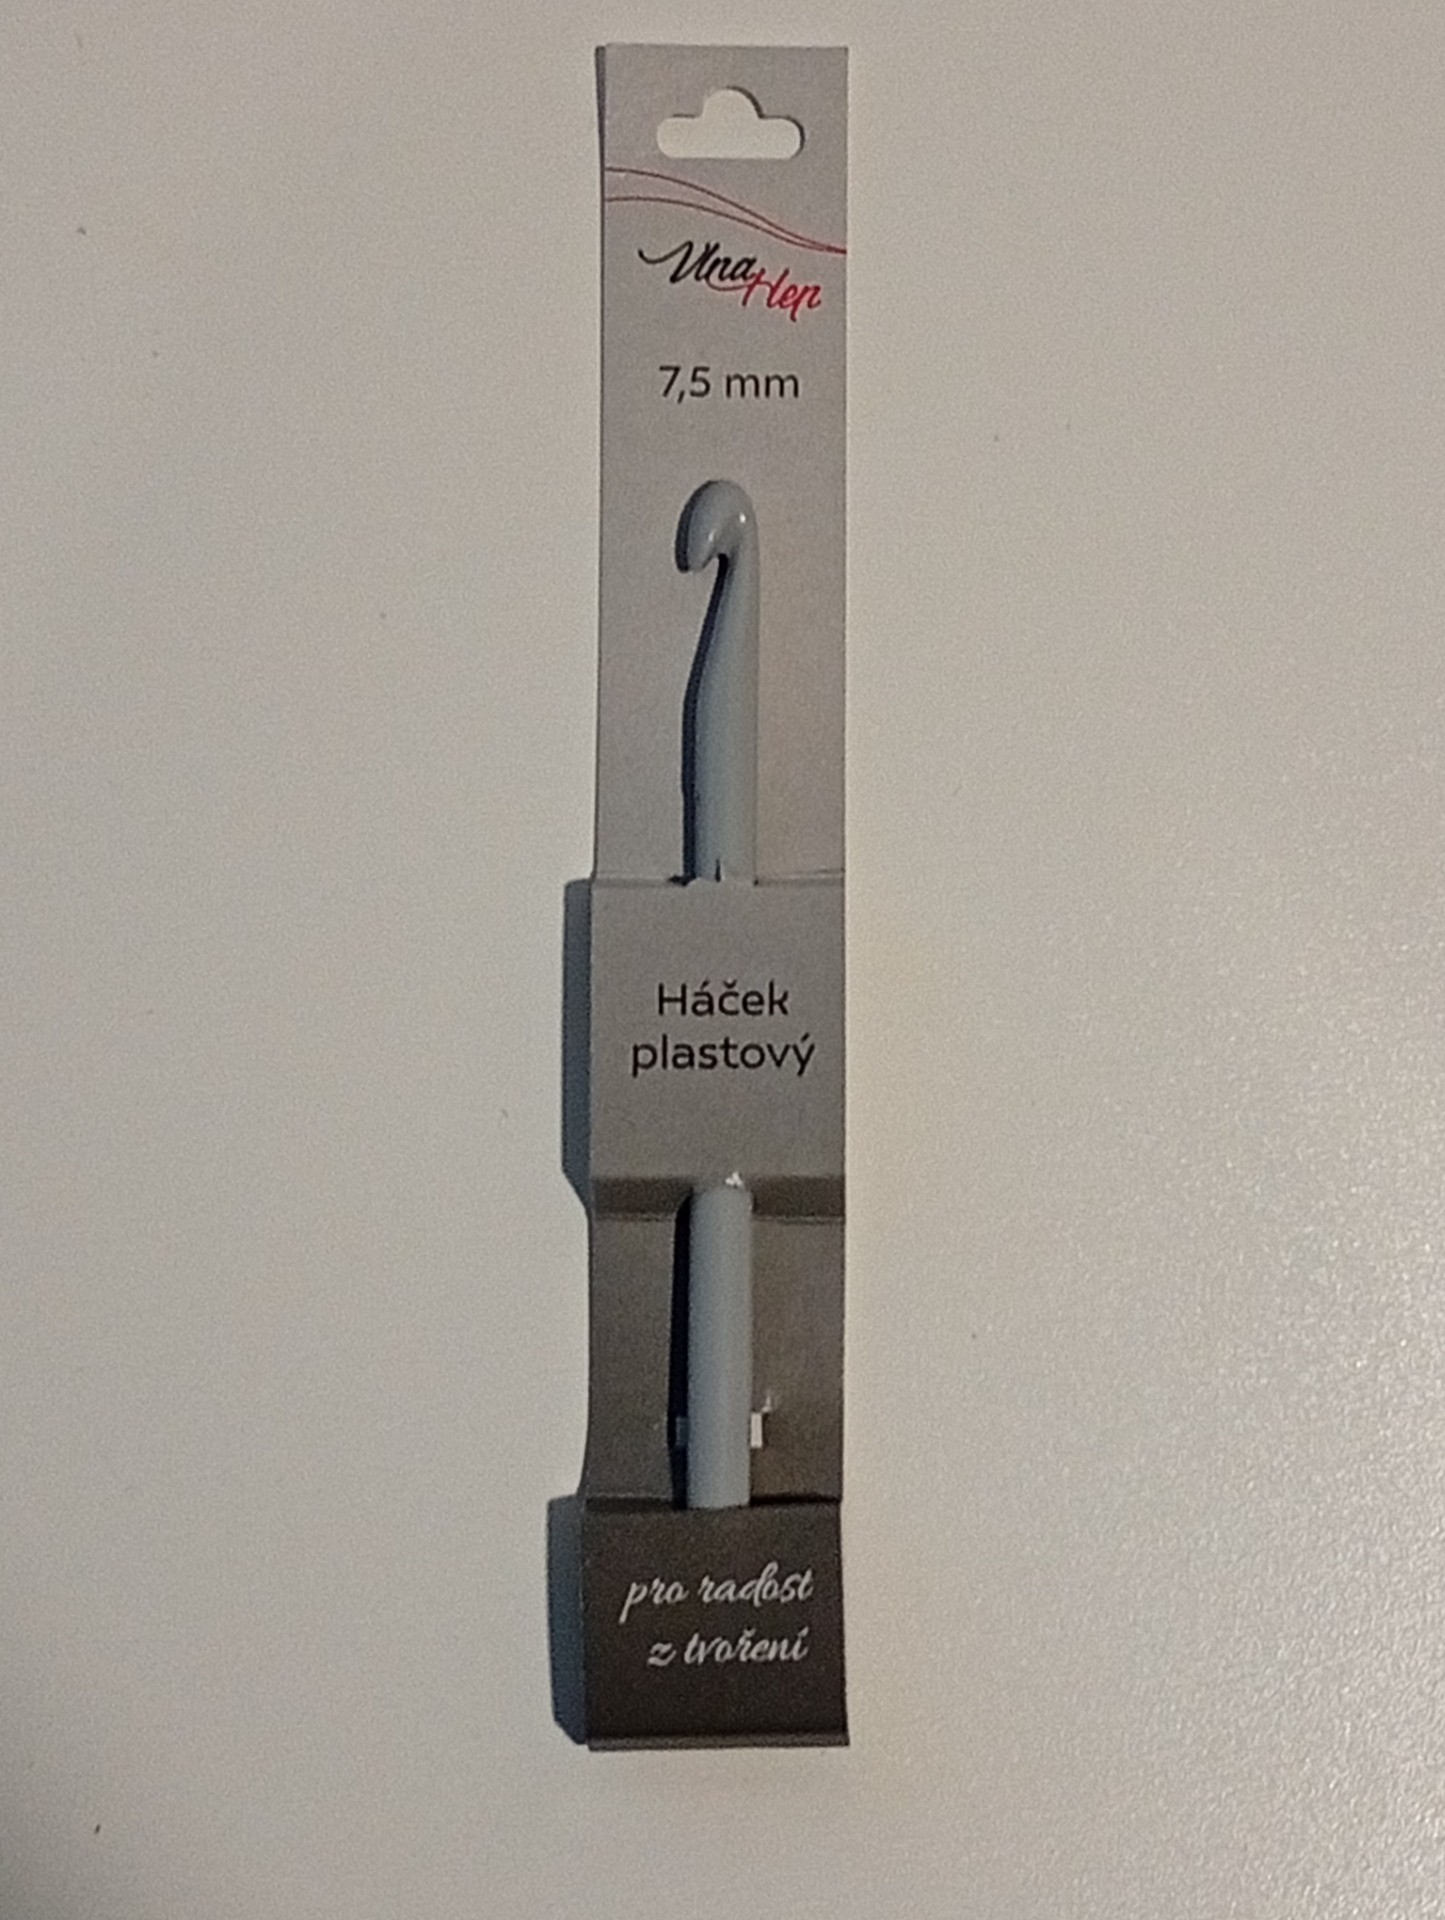 Vlna
Hep
7,5 mm
Háček
plastový
pro radost
z tvoření